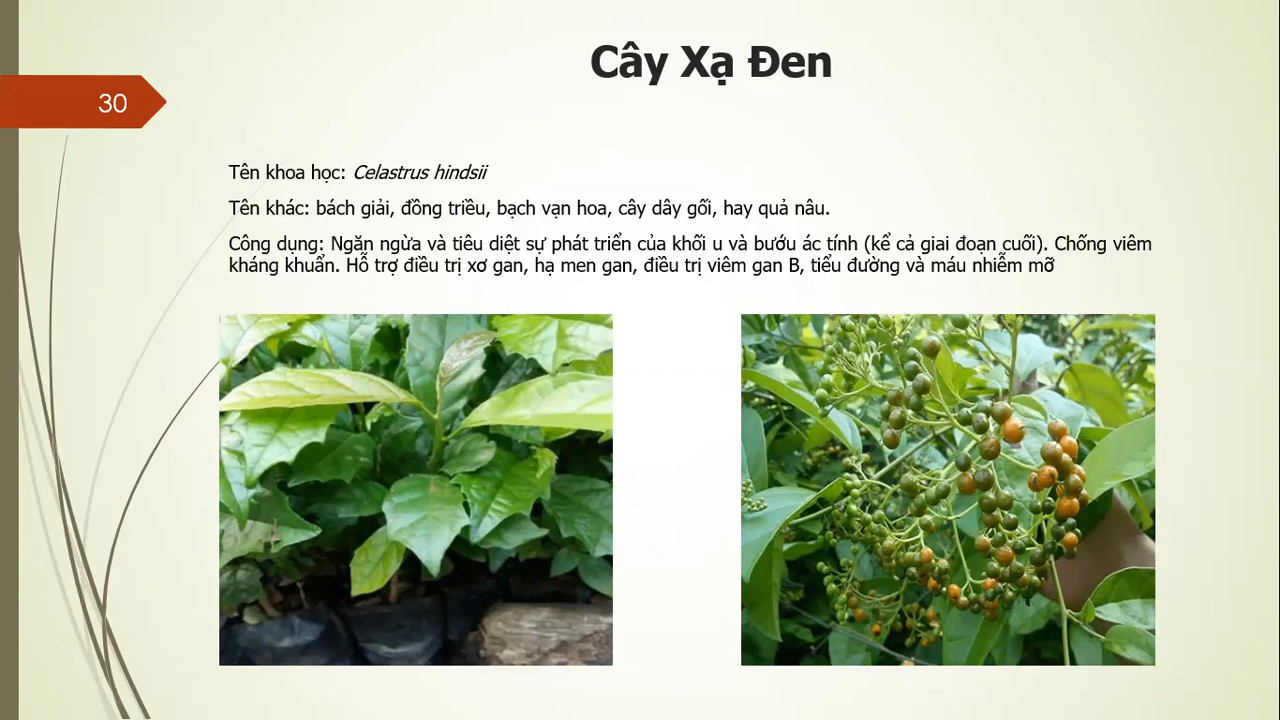 Cây Xạ Đen
30
Tên khoa học: Celastrus hindsii
Tên khác: bách giải, đồng triều, bạch vạn hoa, cây dây gối, hay quả nâu.
Công dụng: Ngăn ngừa và tiêu diệt sự phát triển của khối u và bướu ác tính (kể cả giai đoạn cuối). Chống viêm
kháng khuẩn. Hỗ trợ điều trị xơ gan, hạ men gan, điều trị viêm gan B, tiểu đường và máu nhiễm mỡ